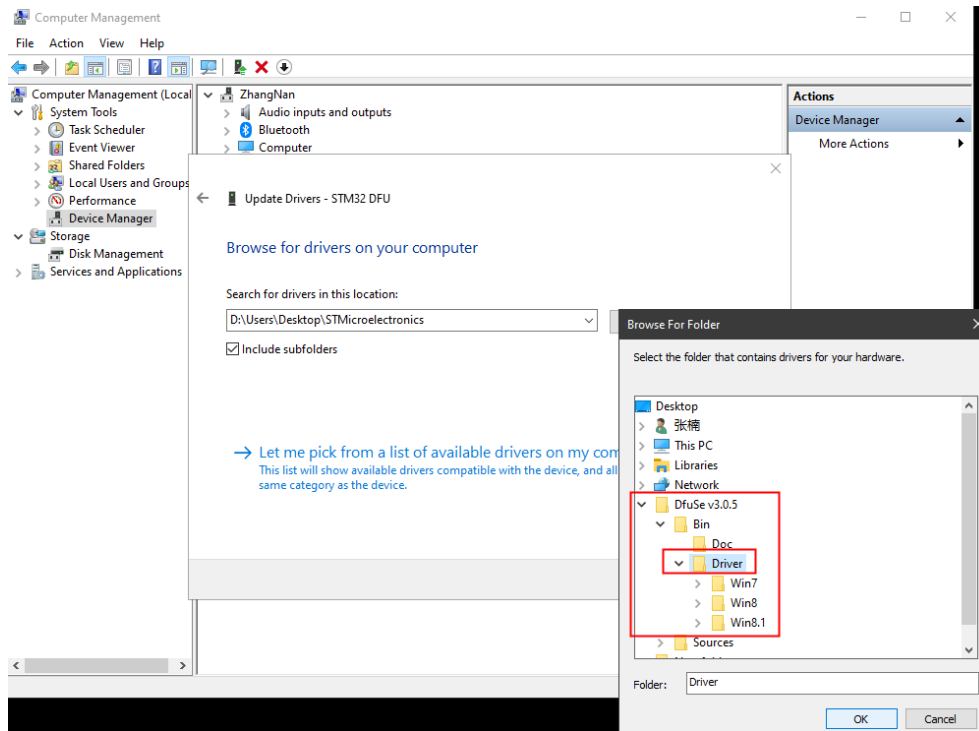 Computer Management
File Action View Help
Computer Management (Local
System Tools
Task Scheduler
Event Viewer
Shared Folders
Local Users and Groups
Performance
Device Manager
Storage
Disk Management
Services and Applications
ZhangNan
Audio inputs and outputs
Bluetooth
Computer
Actions
Device Manager
More Actions
Update Drivers - STM32 DFU
Browse for drivers on your computer
Search for drivers in this location:
D:\Users\Desktop\STMicroelectronics
Include subfolders
Let me pick from a list of available drivers on my com
This list will show available drivers compatible with the device, and all
same category as the device.
Browse For Folder
Select the folder that contains drivers for your hardware.
Desktop
张楠
This PC
Libraries
Network
DfuSe v3.0.5
Bin
Doc
Driver
Win7
Win8
Win8.1
Sources
Folder: Driver
OK Cancel